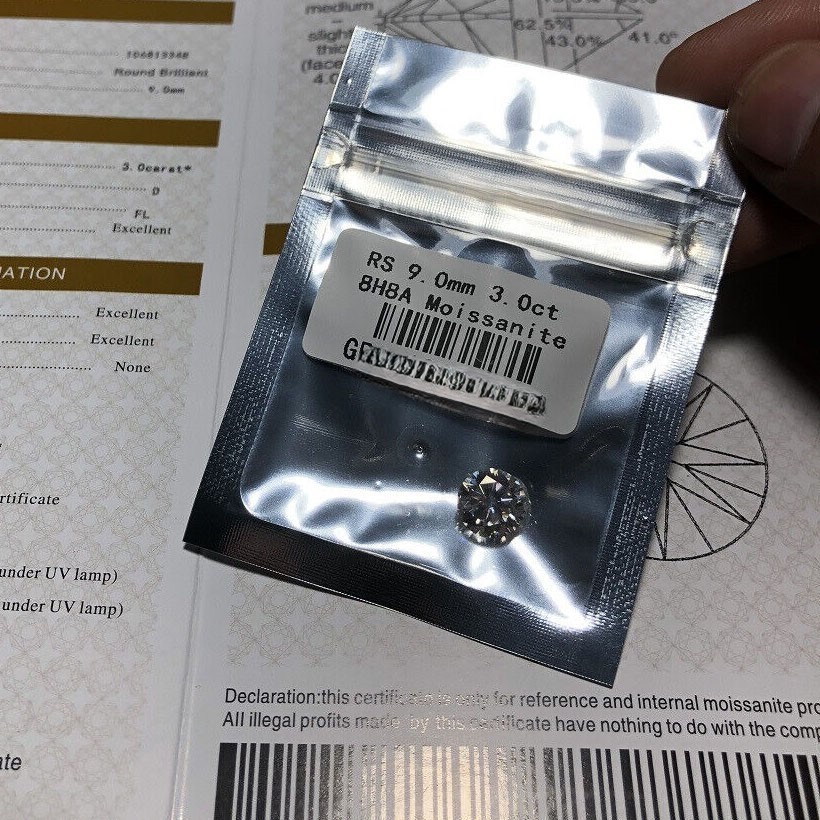 medium
62.5%
slight
thic
43.0%
41.0°
(face
4.0
Round Brilliant
9.0mm
3.0carat*
D
FL
Excellent
MATION
Excellent
Excellent
None
rtificate
under UV lamp)
under UV lamp)
ate
RS 9.0mm 3.0ct
8H8A Moissanite
Declaration:this certificate is only for reference and internal moissanite pro
All illegal profits made by this certificate have nothing to do with the comp